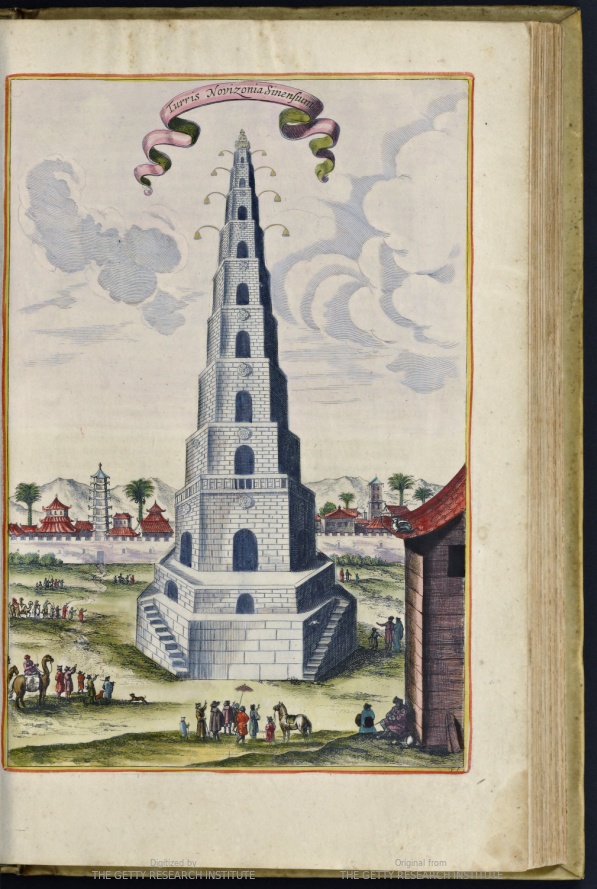 Turris Novizonia Sinensium
Digitized by
THE GETTY RESEARCH INSTITUTE
Original from
THE GETTY RESEARCH INSTITUTE